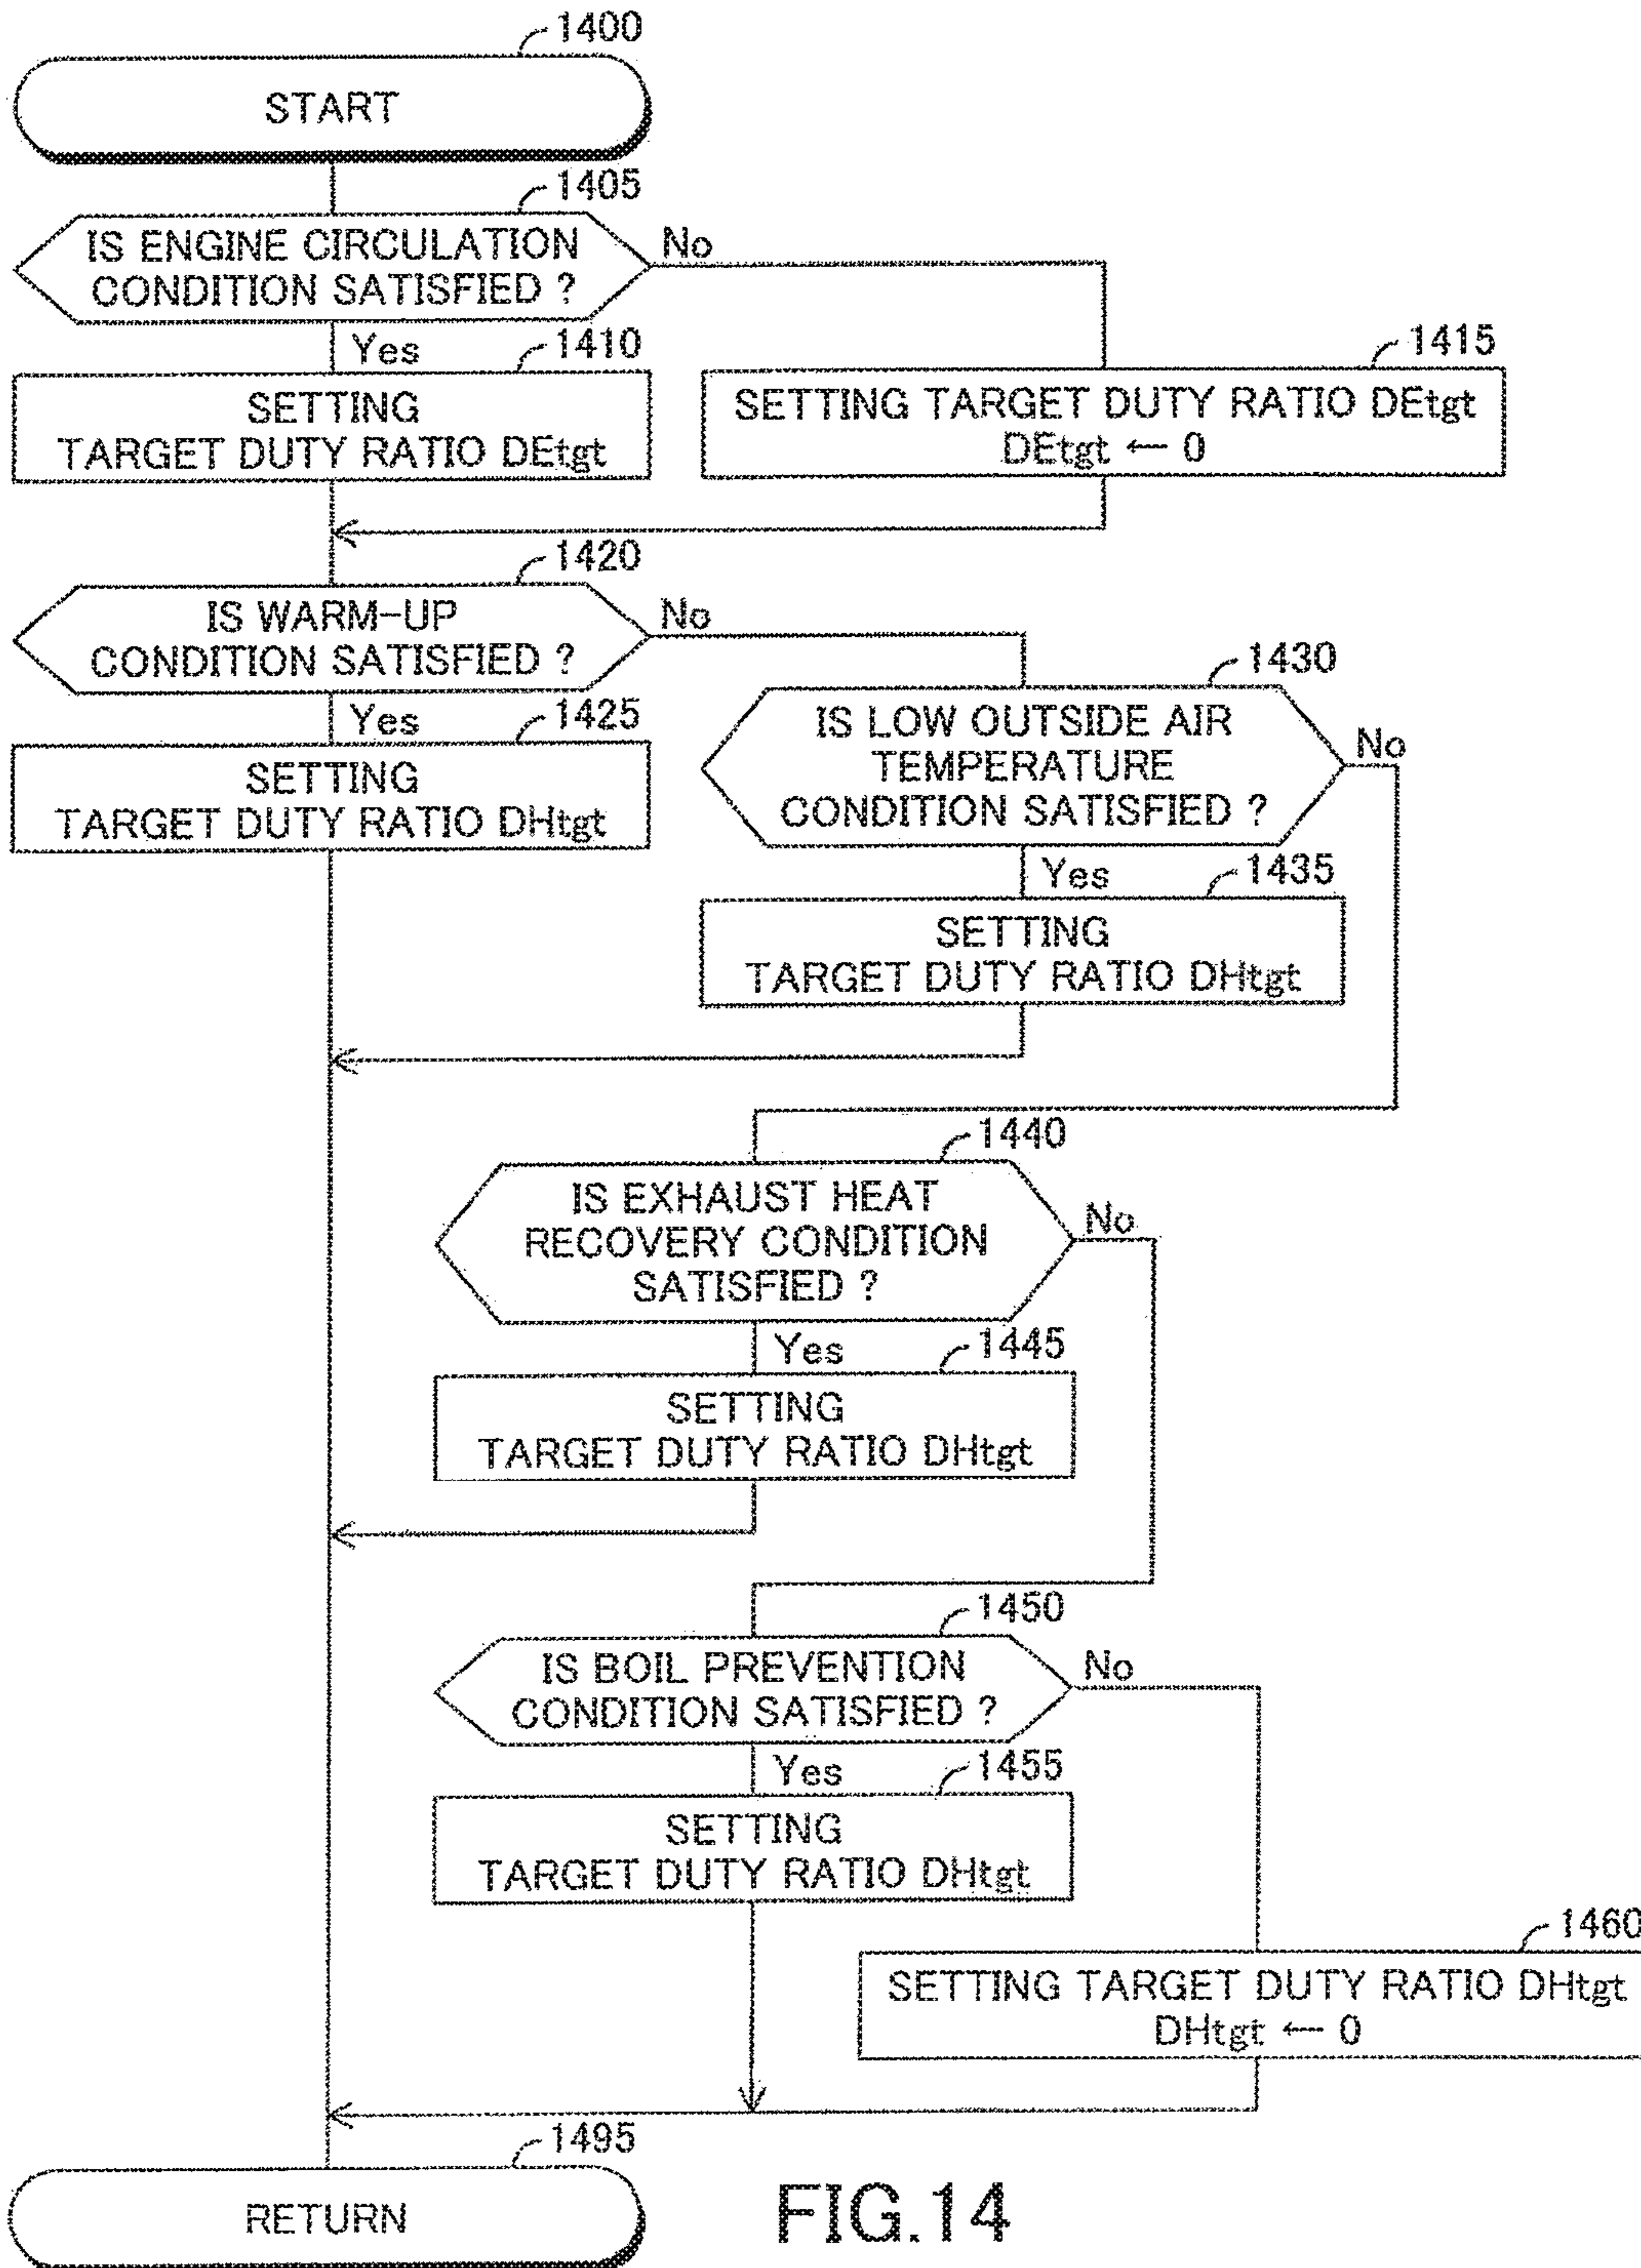 1400
START
1405
IS ENGINE CIRCULATION
CONDITION SATISFIED ?
No
Yes
1410
SETTING
TARGET DUTY RATIO DEtgt
1415
SETTING TARGET DUTY RATIO DEtgt
DEtgt ← 0
1420
IS WARM-UP
CONDITION SATISFIED ?
No
Yes
1425
SETTING
TARGET DUTY RATIO DHtgt
1430
IS LOW OUTSIDE AIR
TEMPERATURE
CONDITION SATISFIED ?
No
Yes
1435
SETTING
TARGET DUTY RATIO DHtgt
1440
IS EXHAUST HEAT
RECOVERY CONDITION
SATISFIED ?
No
Yes
1445
SETTING
TARGET DUTY RATIO DHtgt
1450
IS BOIL PREVENTION
CONDITION SATISFIED ?
No
Yes
1455
SETTING
TARGET DUTY RATIO DHtgt
1460
SETTING TARGET DUTY RATIO DHtgt
DHtgt ← 0
1495
RETURN
FIG.14